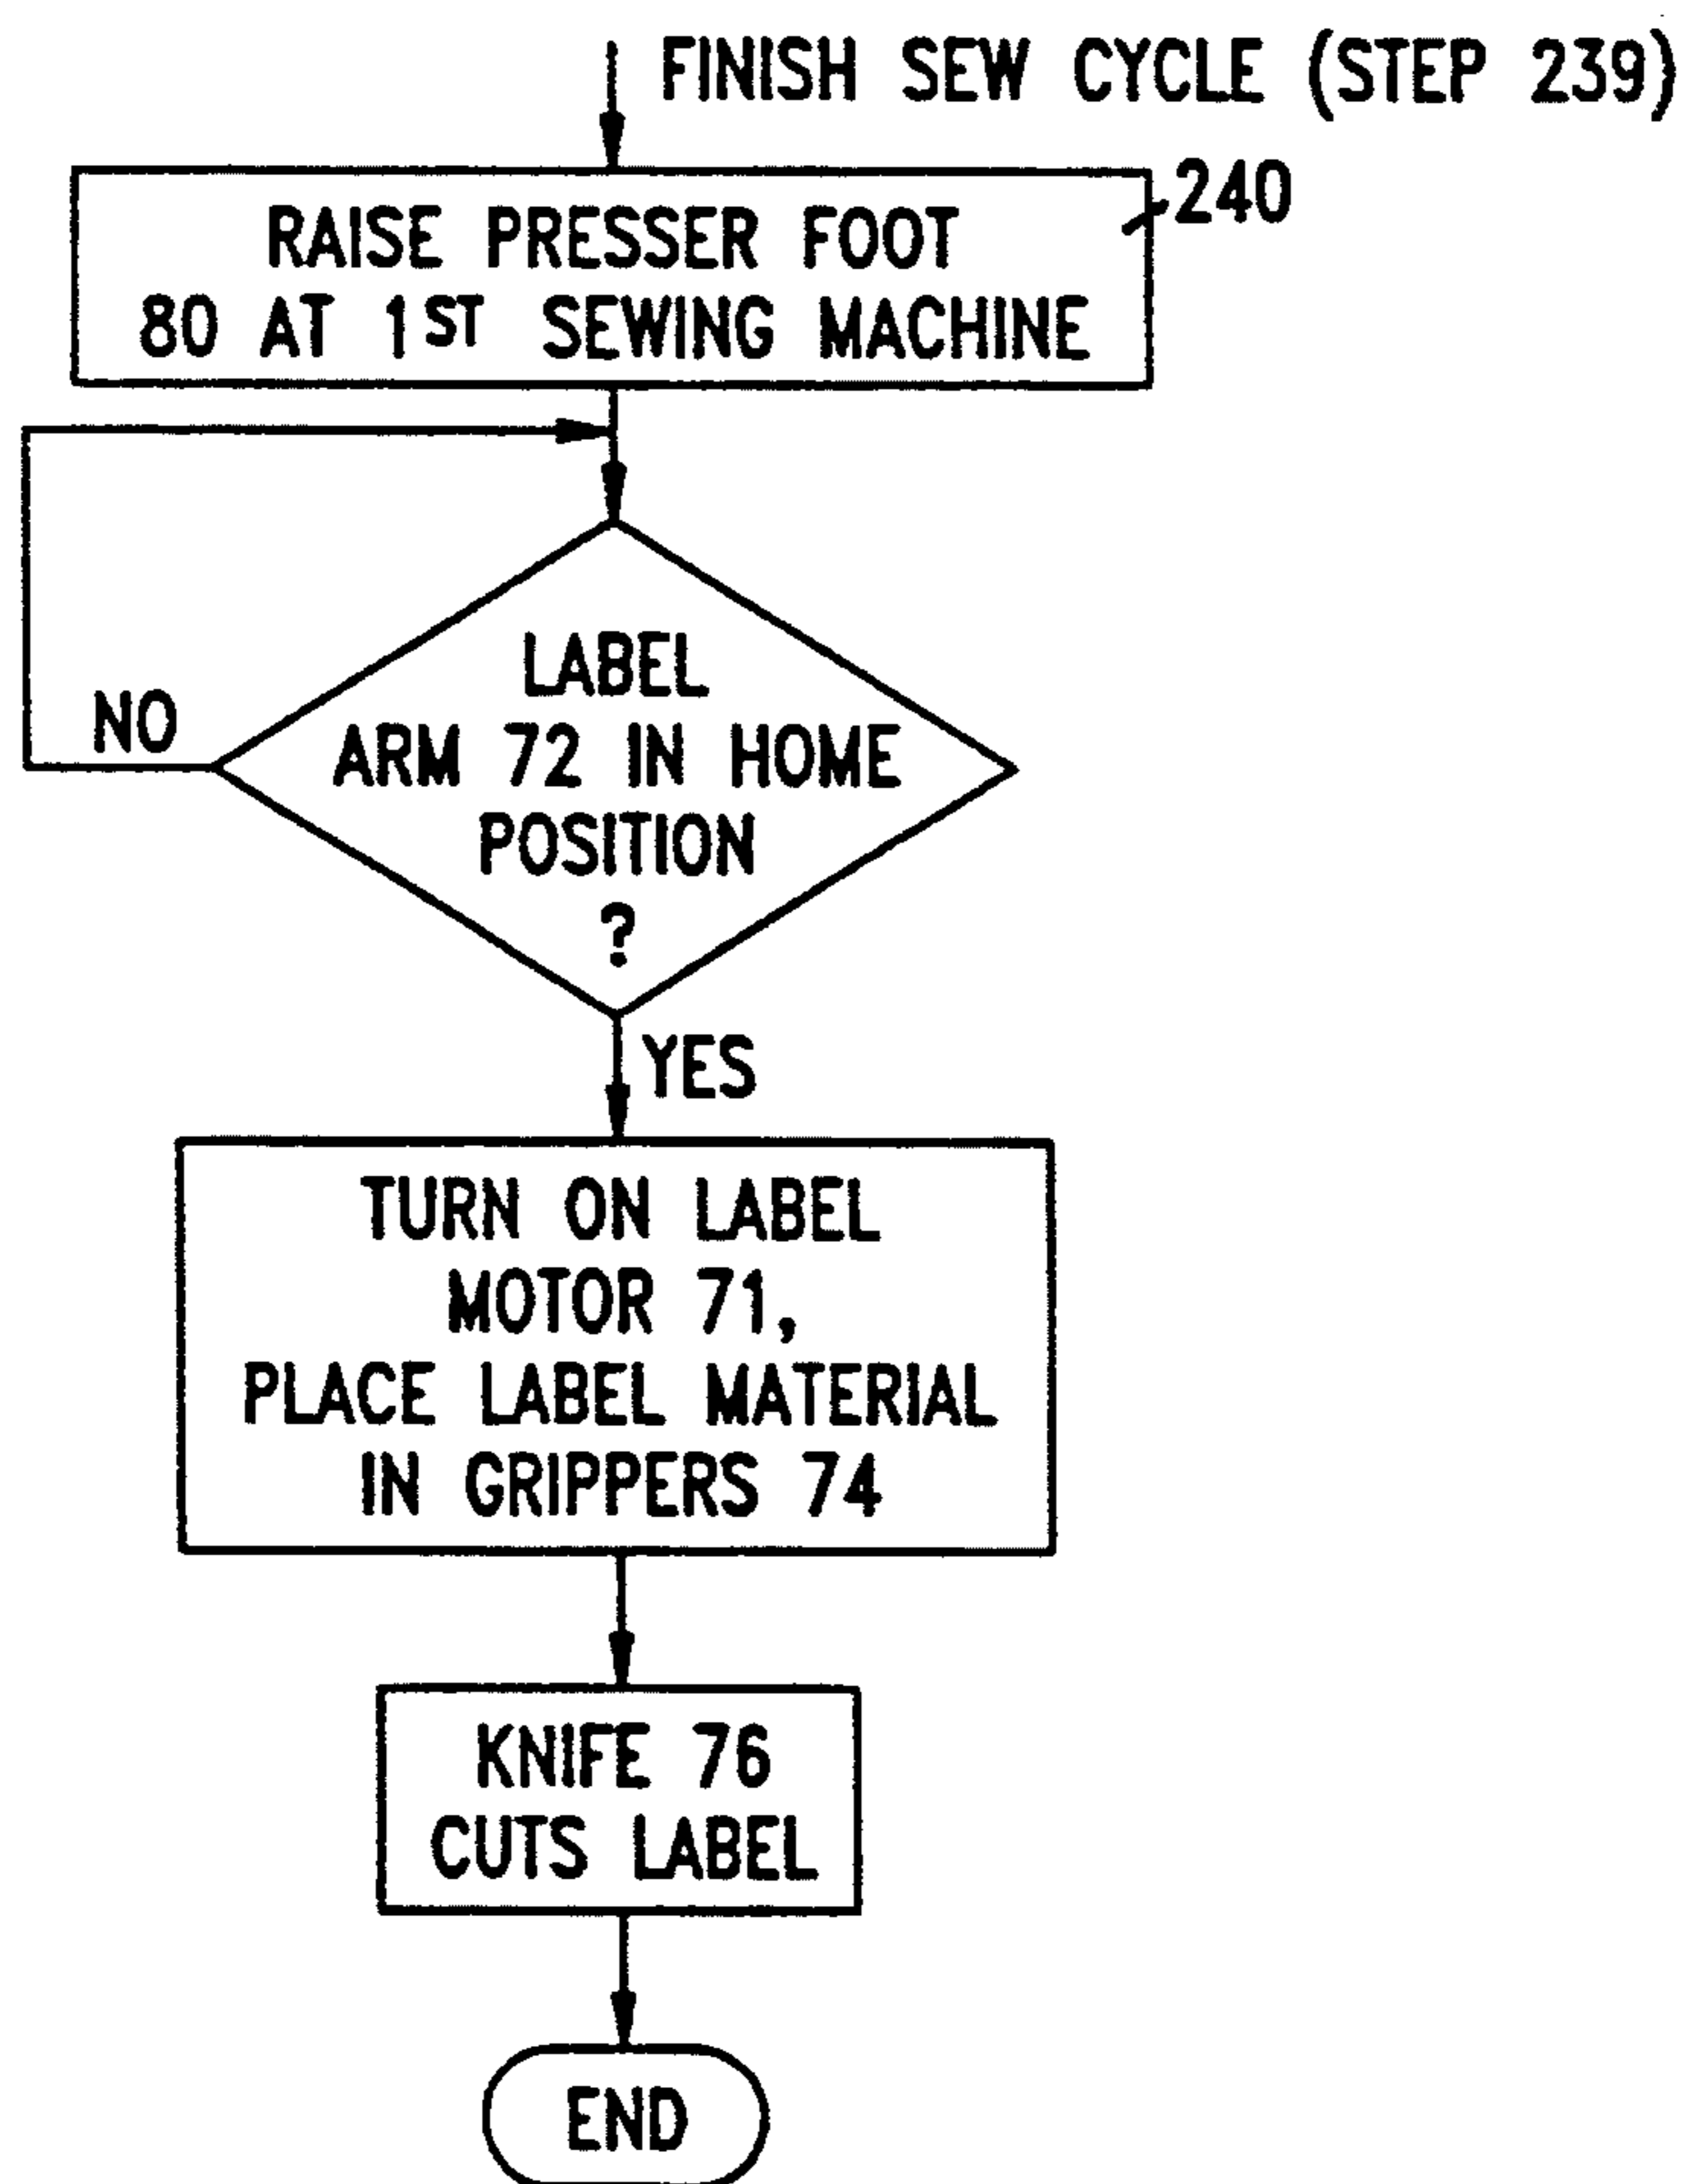 FINISH SEW CYCLE (STEP 239)
240
RAISE PRESSER FOOT
80 AT 1ST SEWING MACHINE
LABEL
ARM 72 IN HOME
POSITION
?
NO
YES
TURN ON LABEL
MOTOR 71,
PLACE LABEL MATERIAL
IN GRIPPERS 74
KNIFE 76
CUTS LABEL
END